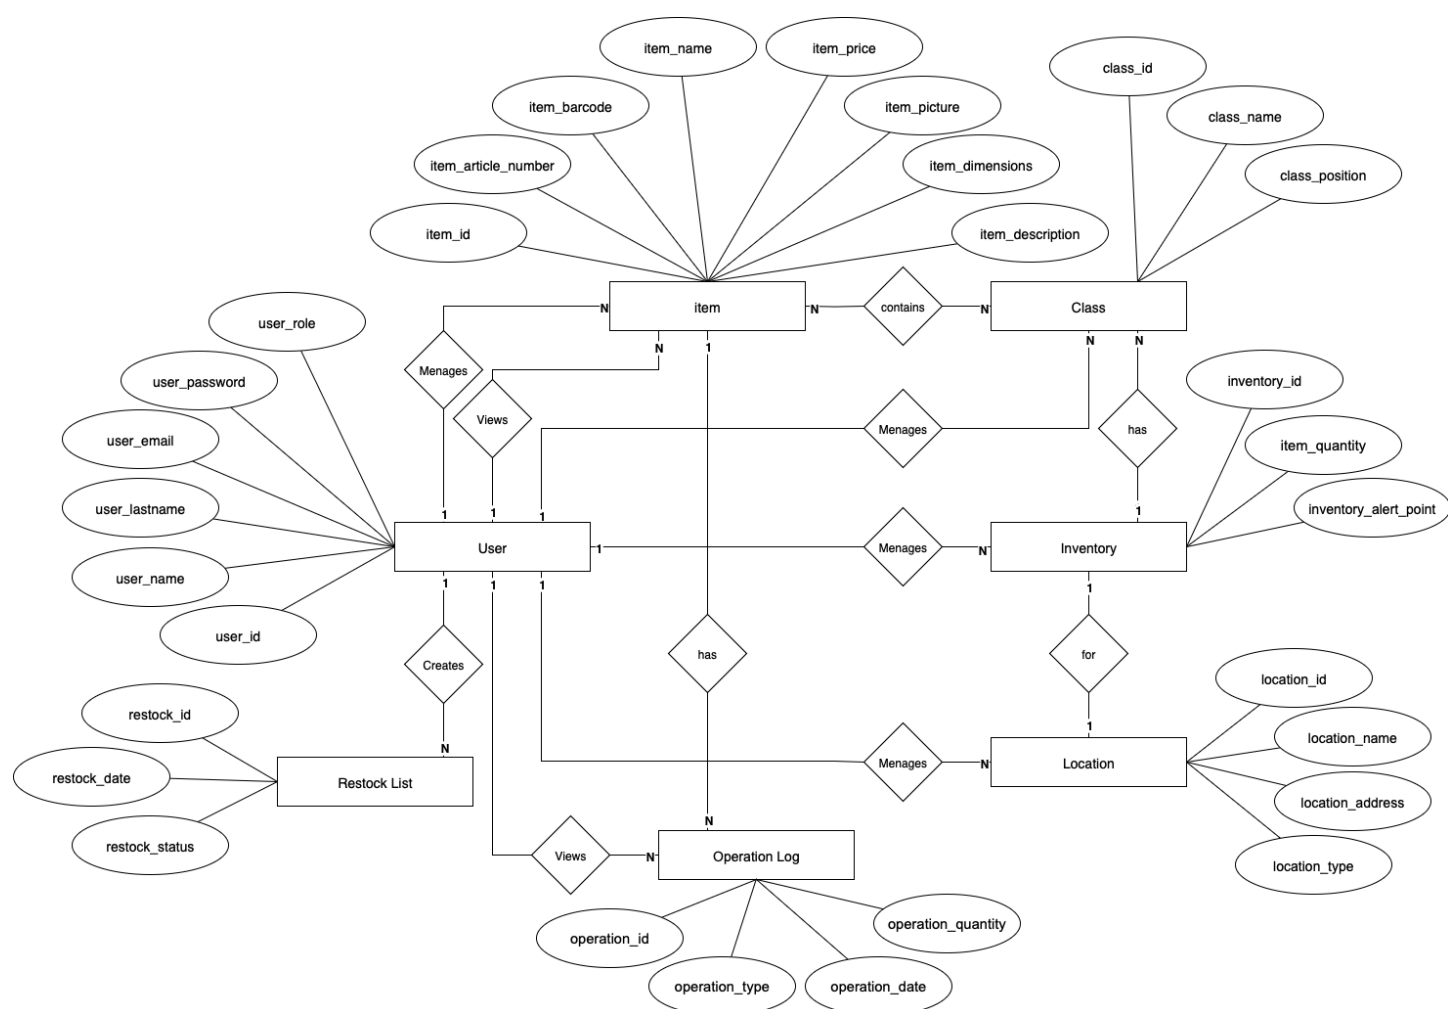 item_name
item_price
class_id
item_barcode
item_picture
class_name
item_article_number
item_dimensions
class_position
item_id
item_description
N
item
N
contains
N
Class
user_role
N
1
N
N
Menages
user_password
inventory_id
Views
Menages
has
user_email
item_quantity
user_lastname
inventory_alert_point
1
1
1
1
User
1
Menages
N
Inventory
user_name
1
1
1
1
user_id
Creates
has
for
location_id
restock_id
N
1
location_name
restock_date
Restock List
Menages
N
Location
location_address
N
restock_status
Views
N
Operation Log
location_type
operation_quantity
operation_id
operation_type
operation_date